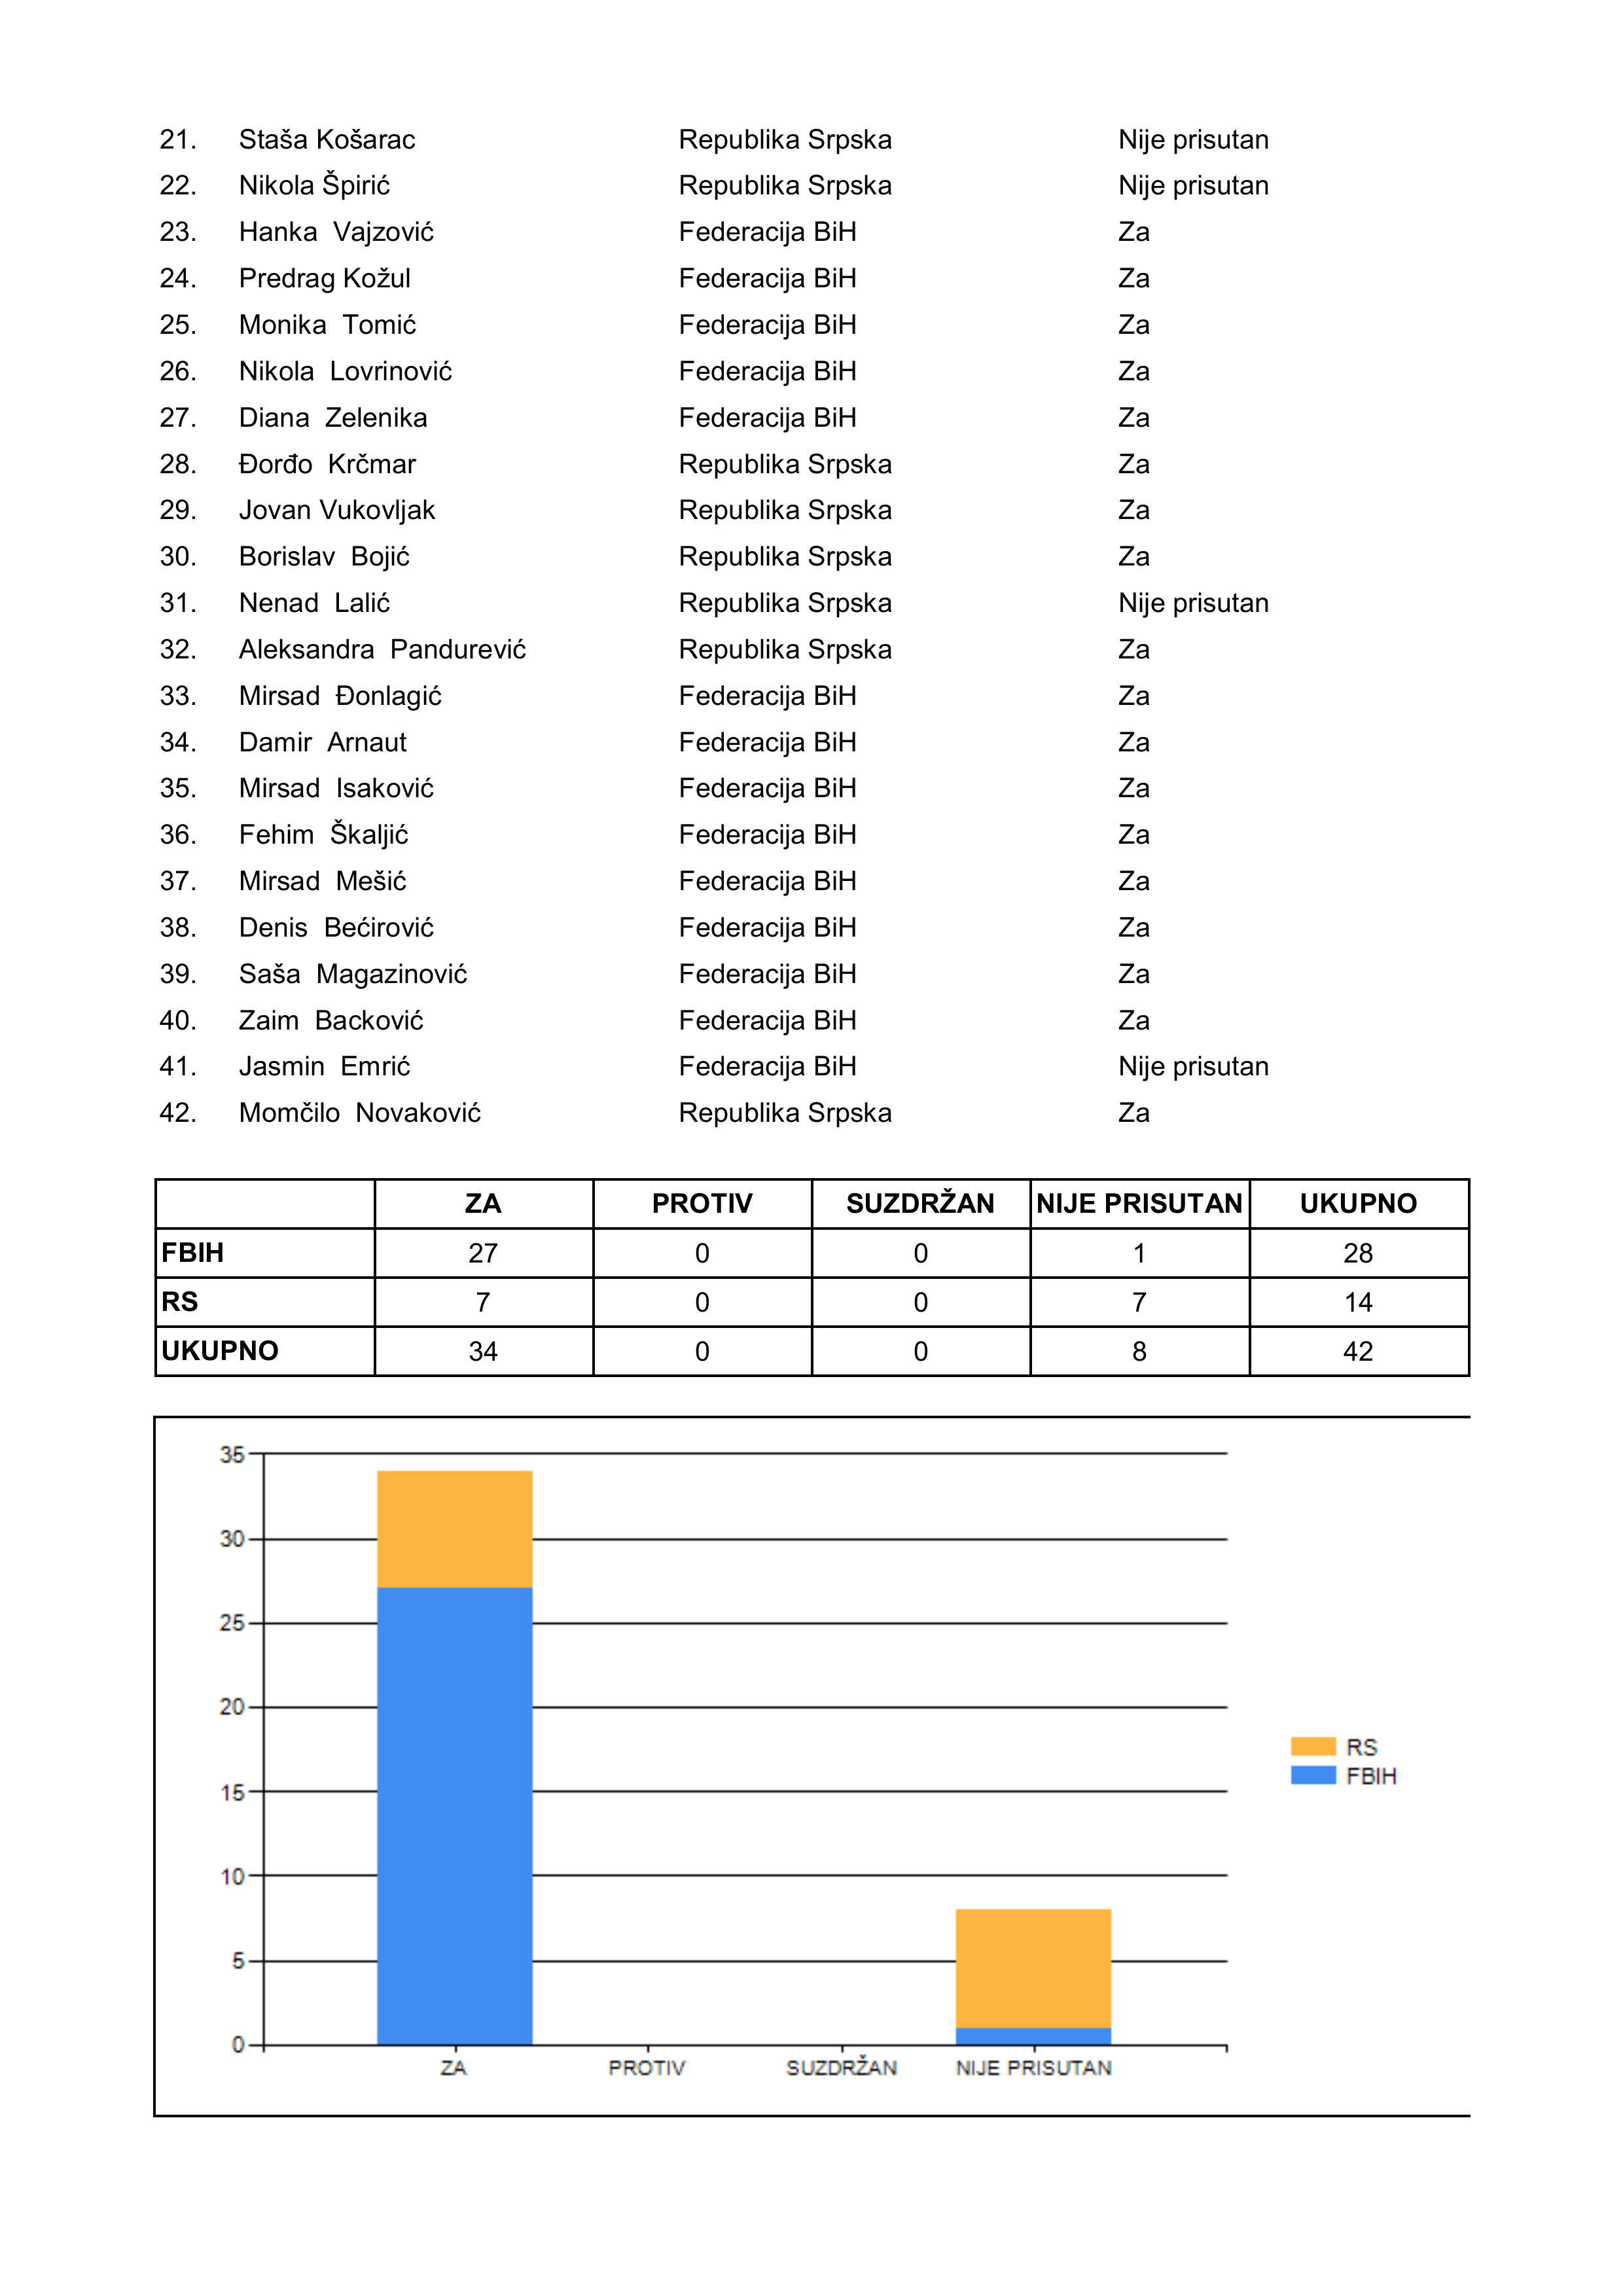 21. Staša Košarac Republika Srpska Nije prisutan
22. Nikola Špirić Republika Srpska Nije prisutan
23. Hanka Vajzović Federacija BiH Za
24. Predrag Kožul Federacija BiH Za
25. Monika Tomić Federacija BiH Za
26. Nikola Lovrinović Federacija BiH Za
27. Diana Zelenika Federacija BiH Za
28. Đorđo Krčmar Republika Srpska Za
29. Jovan Vukovljak Republika Srpska Za
30. Borislav Bojić Republika Srpska Za
31. Nenad Lalić Republika Srpska Nije prisutan
32. Aleksandra Pandurević Republika Srpska Za
33. Mirsad Đonlagić Federacija BiH Za
34. Damir Arnaut Federacija BiH Za
35. Mirsad Isaković Federacija BiH Za
36. Fehim Škaljić Federacija BiH Za
37. Mirsad Mešić Federacija BiH Za
38. Denis Bećirović Federacija BiH Za
39. Saša Magazinović Federacija BiH Za
40. Zaim Backović Federacija BiH Za
41. Jasmin Emrić Federacija BiH Nije prisutan
42. Momčilo Novaković Republika Srpska Za
ZA PROTIV SUZDRŽAN NIJE PRISUTAN UKUPNO
FBIH 27 0 0 1 28
RS 7 0 0 7 14
UKUPNO 34 0 0 8 42
35
30
25
20
15
10
5
0
ZA PROTIV SUZDRŽAN NIJE PRISUTAN
RS
FBIH